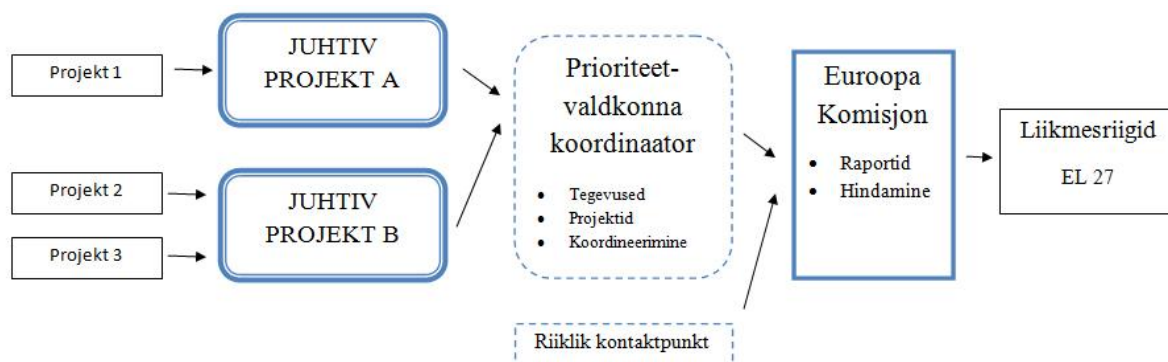 Projekt 1
Projekt 2
Projekt 3
JUHTIV
PROJEKT A
JUHTIV
PROJEKT B
Prioriteet-
valdkonna
koordinaator
• Tegevused
• Projektid
• Koordineerimine
Riiklik kontaktpunkt
Euroopa
Komisjon
• Raportid
• Hindamine
Liikmesriigid
EL 27